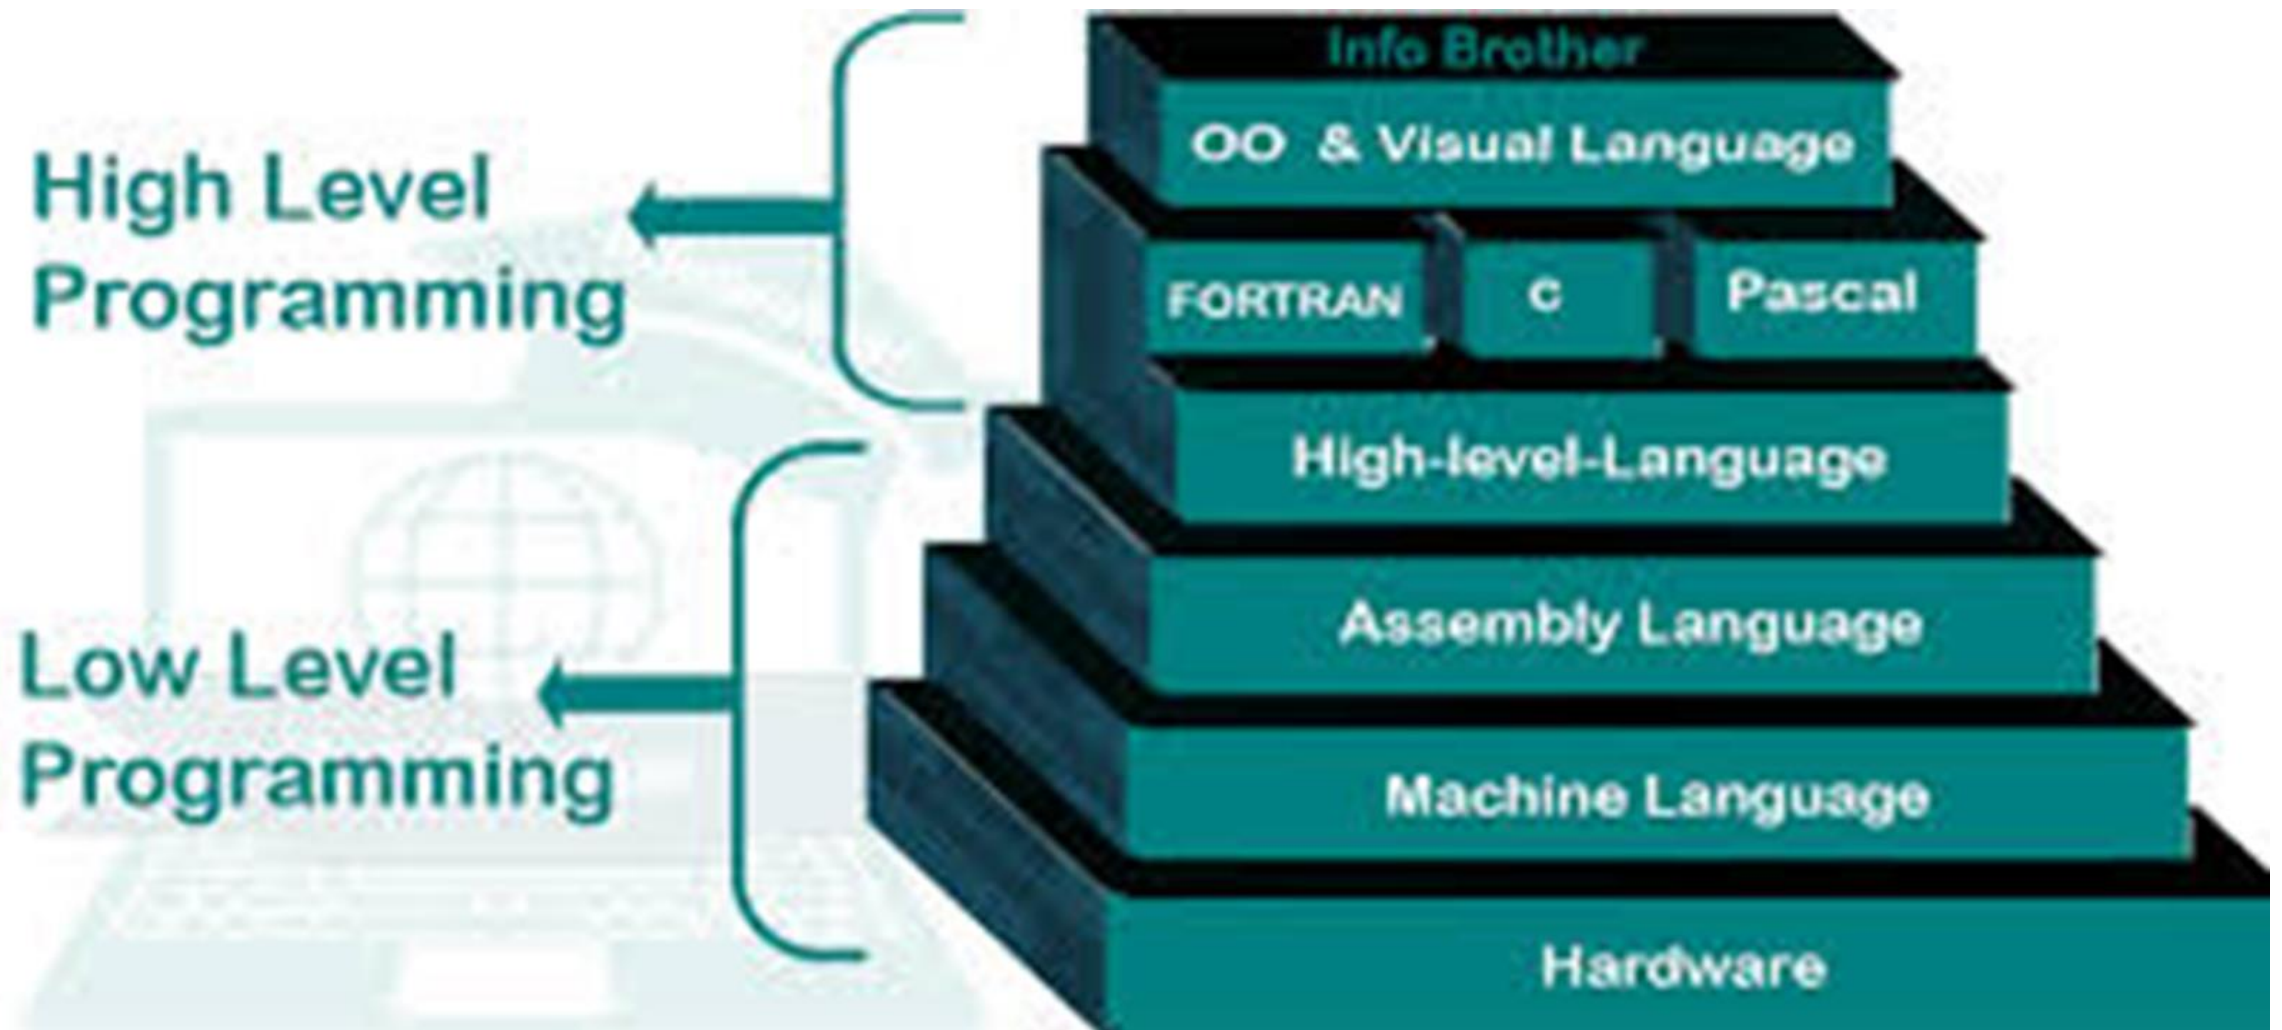 Info Brother
OO & Visual Language
High Level
Programming
FORTRAN
C
Pascal
High-level-Language
Assembly Language
Low Level
Programming
Machine Language
Hardware